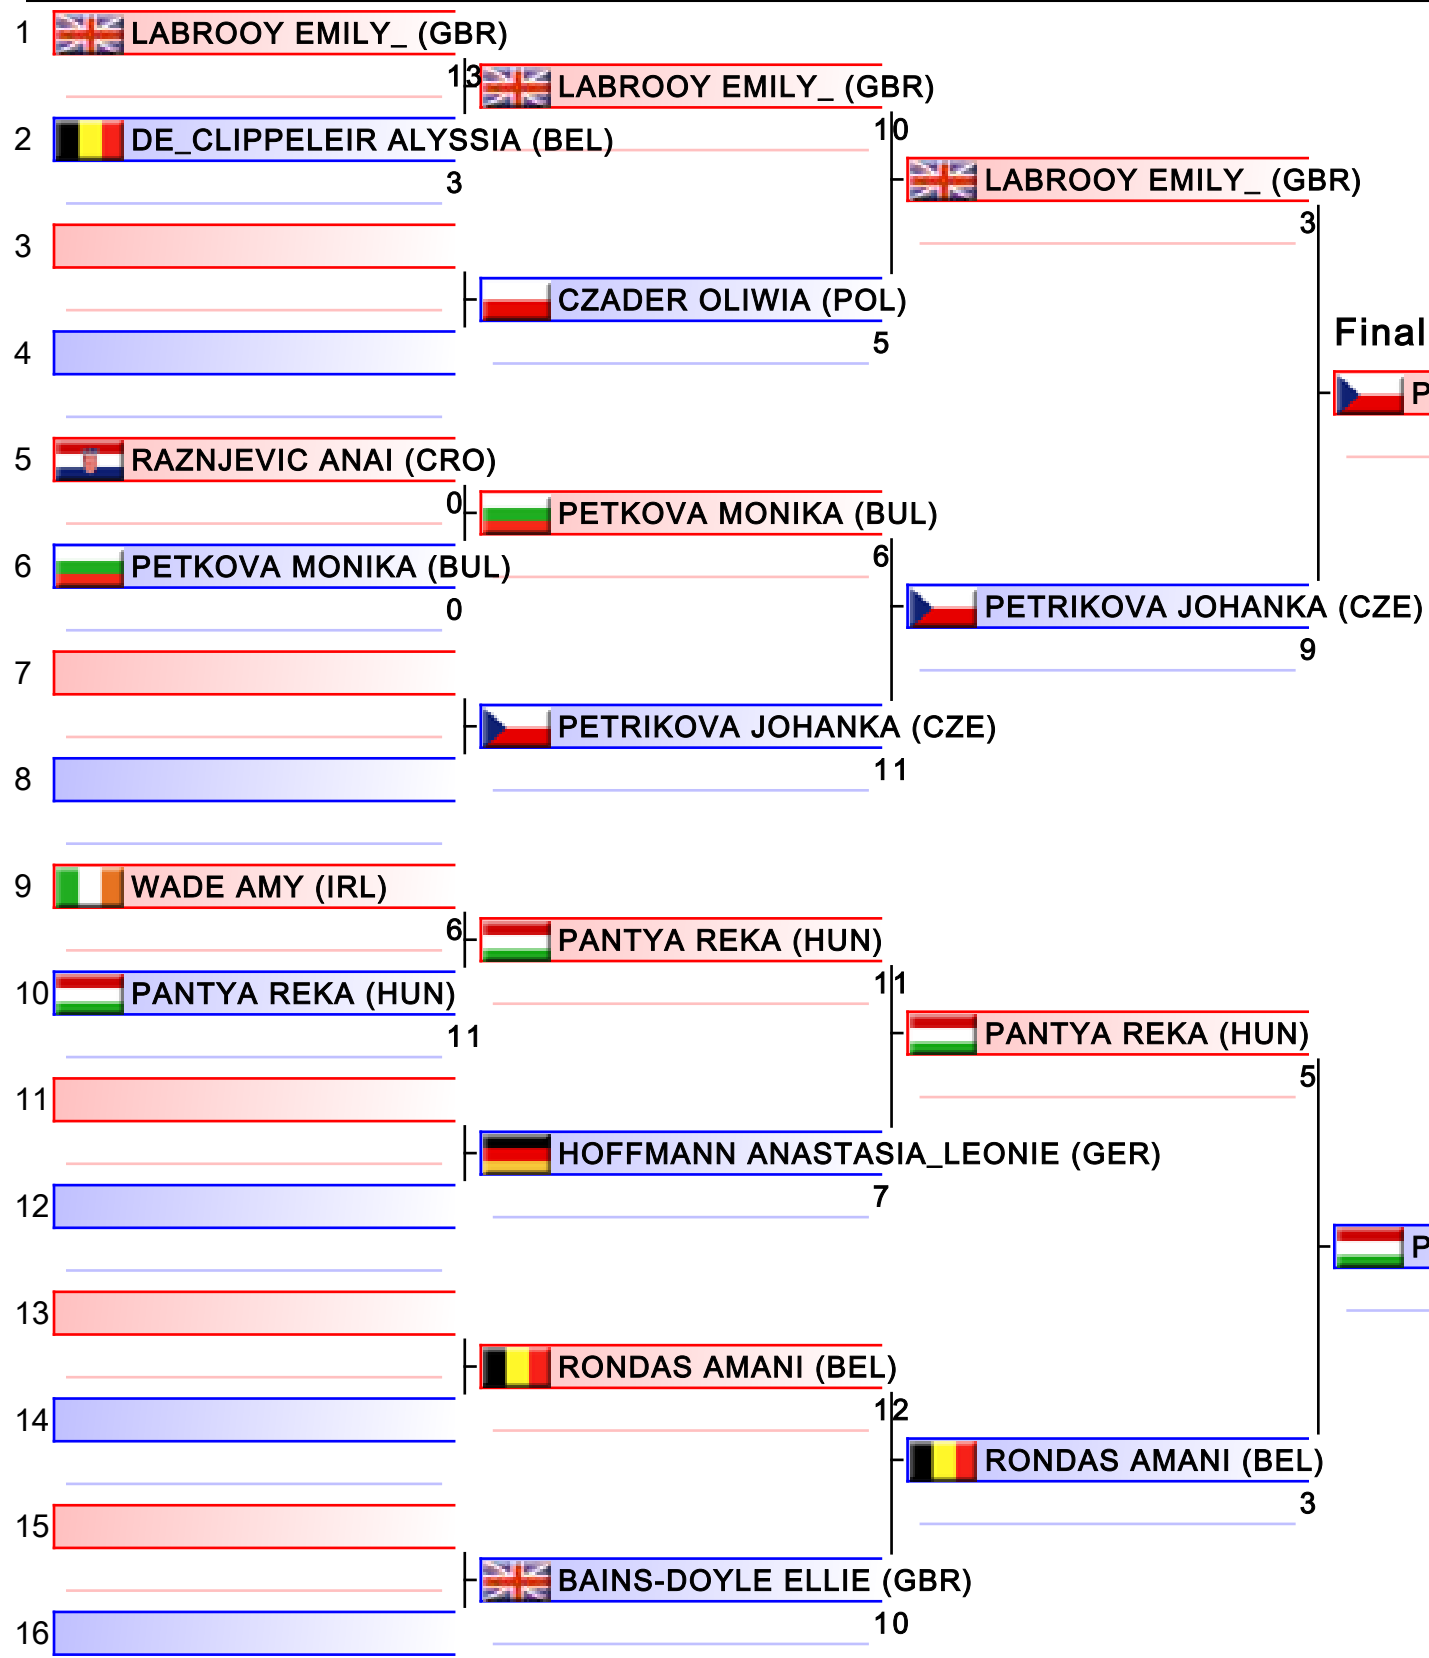 1 LABROOY EMILY_ (GBR)
13
LABROOY EMILY_ (GBR)
10
2 DE_CLIPPELEIR ALYSSIA (BEL)
3
LABROOY EMILY_ (GBR)
3
3
CZADER OLIWIA (POL)
5
4
Final
P
5 RAZNJEVIC ANAI (CRO)
0
PETKOVA MONIKA (BUL)
6
6 PETKOVA MONIKA (BUL)
0
PETRIKOVA JOHANKA (CZE)
9
7
PETRIKOVA JOHANKA (CZE)
11
8
9 WADE AMY (IRL)
6
PANTYA REKA (HUN)
11
10 PANTYA REKA (HUN)
11
PANTYA REKA (HUN)
5
11
HOFFMANN ANASTASIA_LEONIE (GER)
7
12
P
13
RONDAS AMANI (BEL)
12
14
RONDAS AMANI (BEL)
3
15
BAINS-DOYLE ELLIE (GBR)
10
16